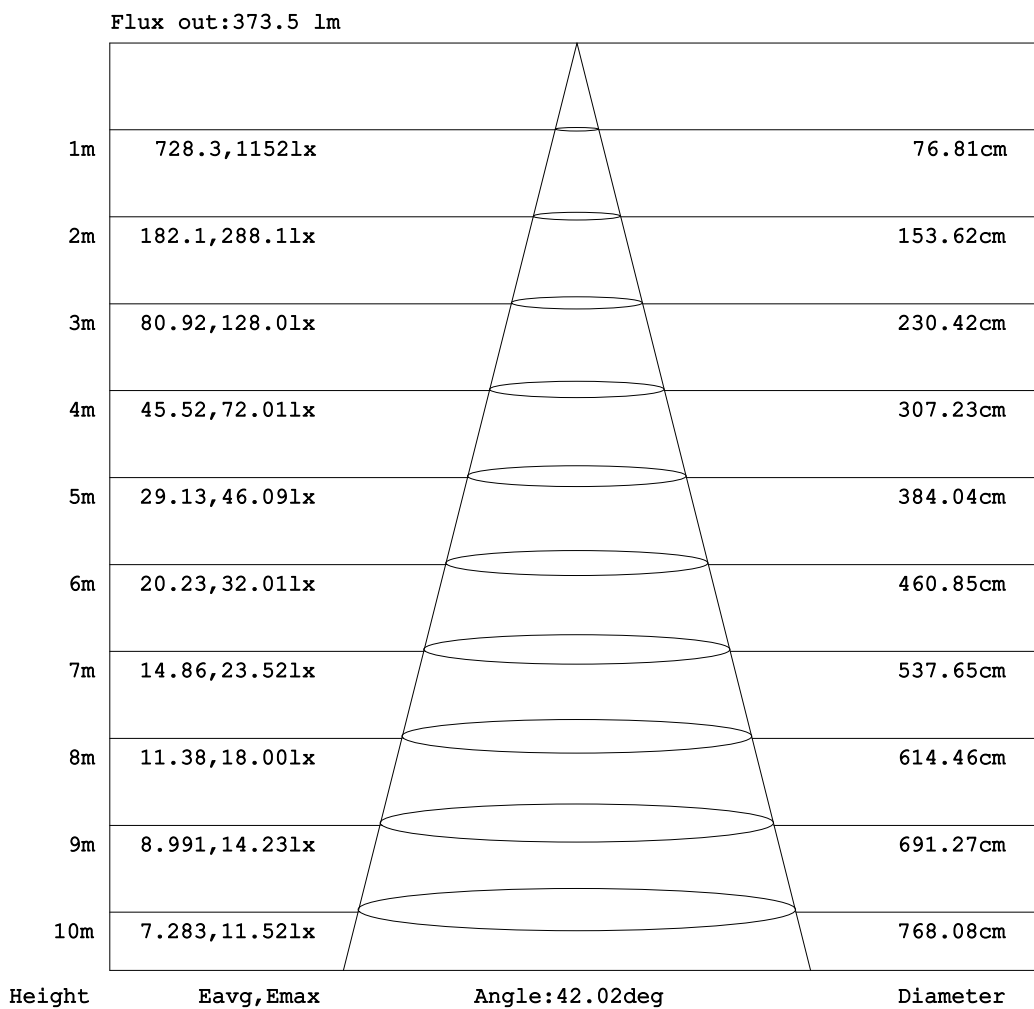 Flux out:373.5 lm
1m 728.3,1152lx 76.81cm
2m 182.1,288.1lx 153.62cm
3m 80.92,128.0lx 230.42cm
4m 45.52,72.01lx 307.23cm
5m 29.13,46.09lx 384.04cm
6m 20.23,32.01lx 460.85cm
7m 14.86,23.52lx 537.65cm
8m 11.38,18.00lx 614.46cm
9m 8.991,14.23lx 691.27cm
10m 7.283,11.52lx 768.08cm
Height Eavg,Emax Angle:42.02deg Diameter